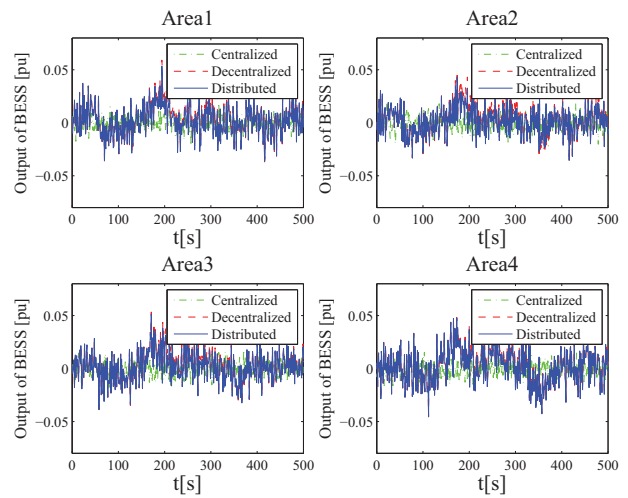 Area1
Output of BESS [pu]
0.05
0
−0.05
Centralized
Decentralized
Distributed
0 100 200 300 400 500
t[s]
Area2
Output of BESS [pu]
0.05
0
−0.05
Centralized
Decentralized
Distributed
0 100 200 300 400 500
t[s]
Area3
Output of BESS [pu]
0.05
0
−0.05
Centralized
Decentralized
Distributed
0 100 200 300 400 500
t[s]
Area4
Output of BESS [pu]
0.05
0
−0.05
Centralized
Decentralized
Distributed
0 100 200 300 400 500
t[s]